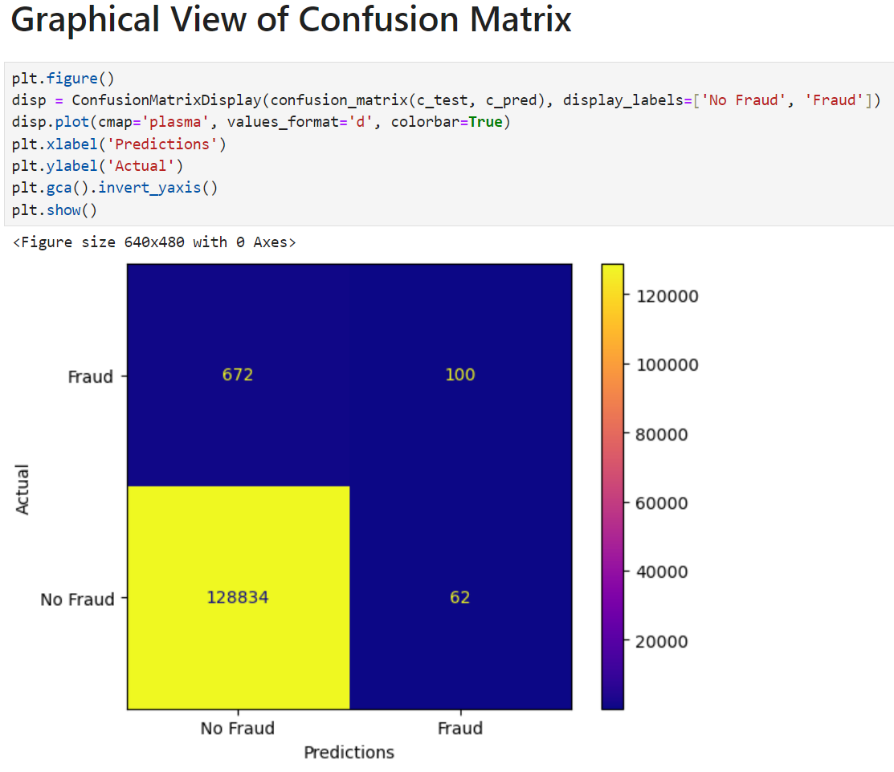 Graphical View of Confusion Matrix
plt.figure()
disp = ConfusionMatrixDisplay(confusion_matrix(c_test, c_pred), display_labels=['No Fraud', 'Fraud'])
disp.plot(cmap='plasma', values_format='d', colorbar=True)
plt.xlabel('Predictions')
plt.ylabel('Actual')
plt.gca().invert_yaxis()
plt.show()
<Figure size 640x480 with 0 Axes>
120000
100000
80000
60000
40000
20000
Fraud
672
100
Actual
No Fraud
128834
62
No Fraud
Fraud
Predictions